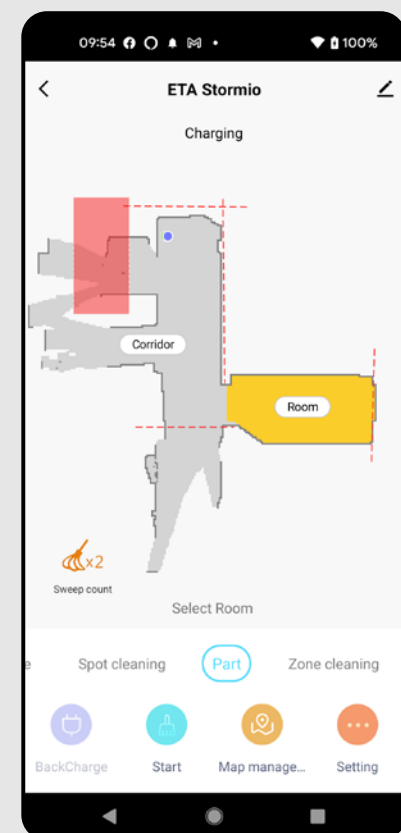 09:54
100%
ETA Stormio
Charging
Corridor
Room
x2
Sweep count
Select Room
e
Spot cleaning
Part
Zone cleaning
BackCharge
Start
Map manage...
Setting